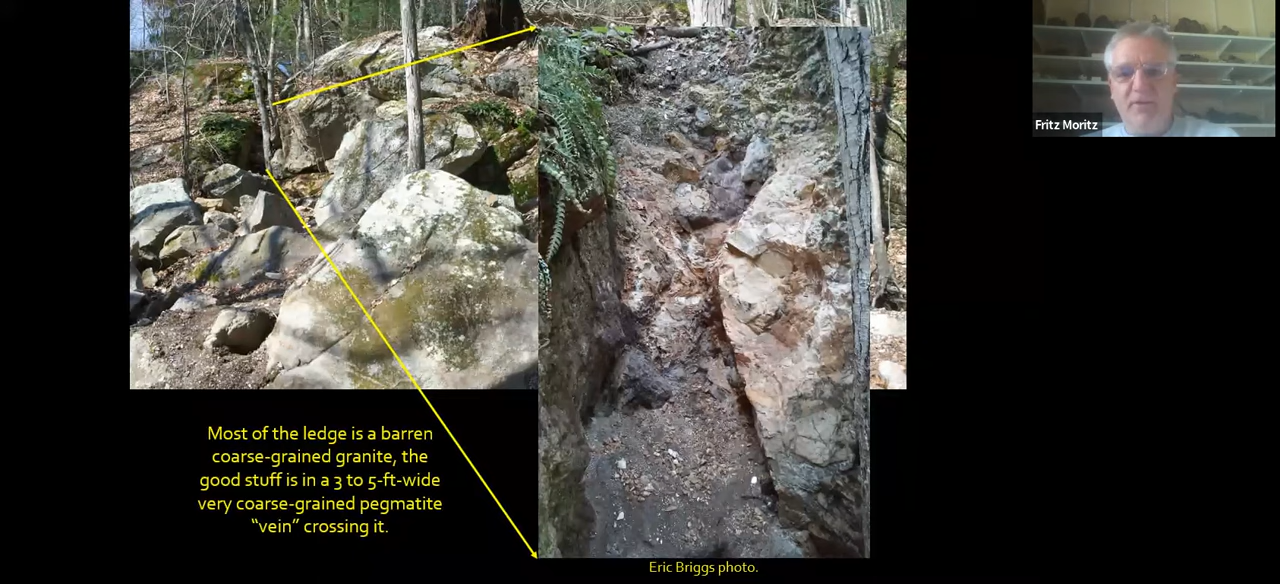 Fritz Moritz
Most of the ledge is a barren
coarse-grained granite, the
good stuff is in a 3 to 5-ft-wide
very coarse-grained pegmatite
“vein” crossing it.
Eric Briggs photo.